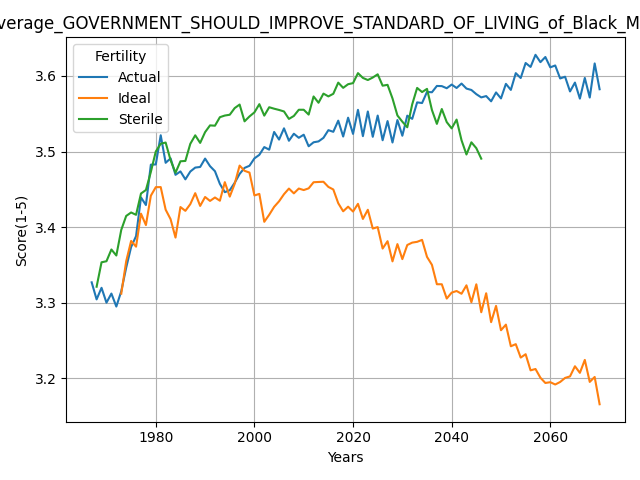 verage_GOVERNMENT_SHOULD_IMPROVE_STANDARD_OF_LIVING_of_Black_M
Fertility
Actual
Ideal
Sterile
Score(1-5)
3.6
3.5
3.4
3.3
3.2
1980 2000 2020 2040 2060
Years